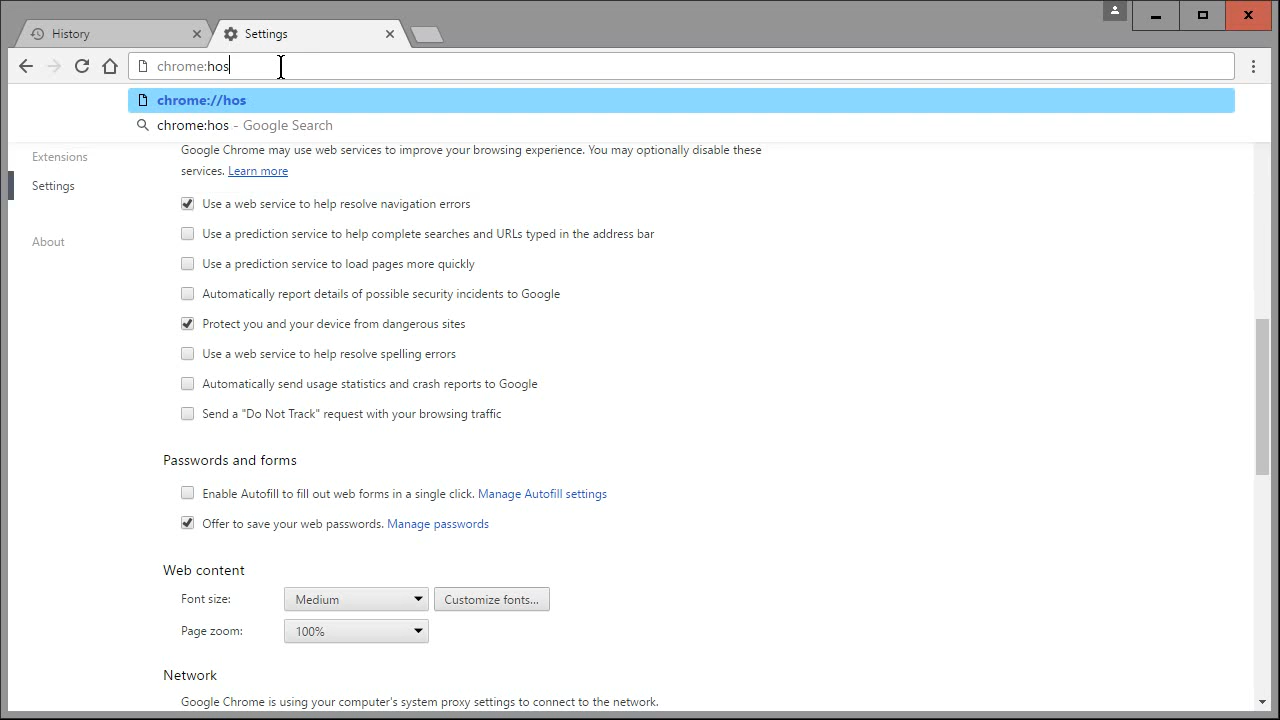 History
Settings
chrome:hos
chrome://hos
chrome:hos - Google Search
Extensions
Settings
About
Google Chrome may use web services to improve your browsing experience. You may optionally disable these
services. Learn more
Use a web service to help resolve navigation errors
Use a prediction service to help complete searches and URLs typed in the address bar
Use a prediction service to load pages more quickly
Automatically report details of possible security incidents to Google
Protect you and your device from dangerous sites
Use a web service to help resolve spelling errors
Automatically send usage statistics and crash reports to Google
Send a "Do Not Track" request with your browsing traffic
Passwords and forms
Enable Autofill to fill out web forms in a single click. Manage Autofill settings
Offer to save your web passwords. Manage passwords
Web content
Font size: Medium Customize fonts...
Page zoom: 100%
Network
Google Chrome is using your computer's system proxy settings to connect to the network.